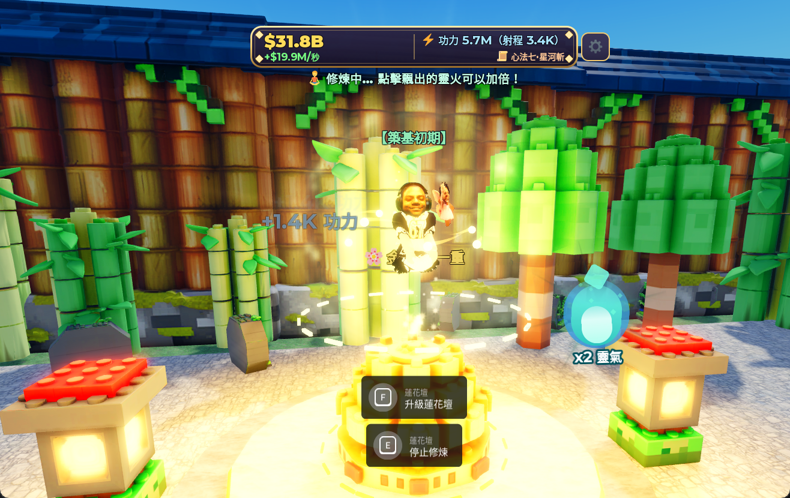 $31.8B
+$19.9M/秒
功力 5.7M（射程 3.4K）
心法七·星河斬
修煉中... 點擊飄出的靈火可以加倍！
【築基初期】
+1.4K 功力
一重
x2 靈氣
F
蓮花壇
升級蓮花壇
E
蓮花壇
停止修煉